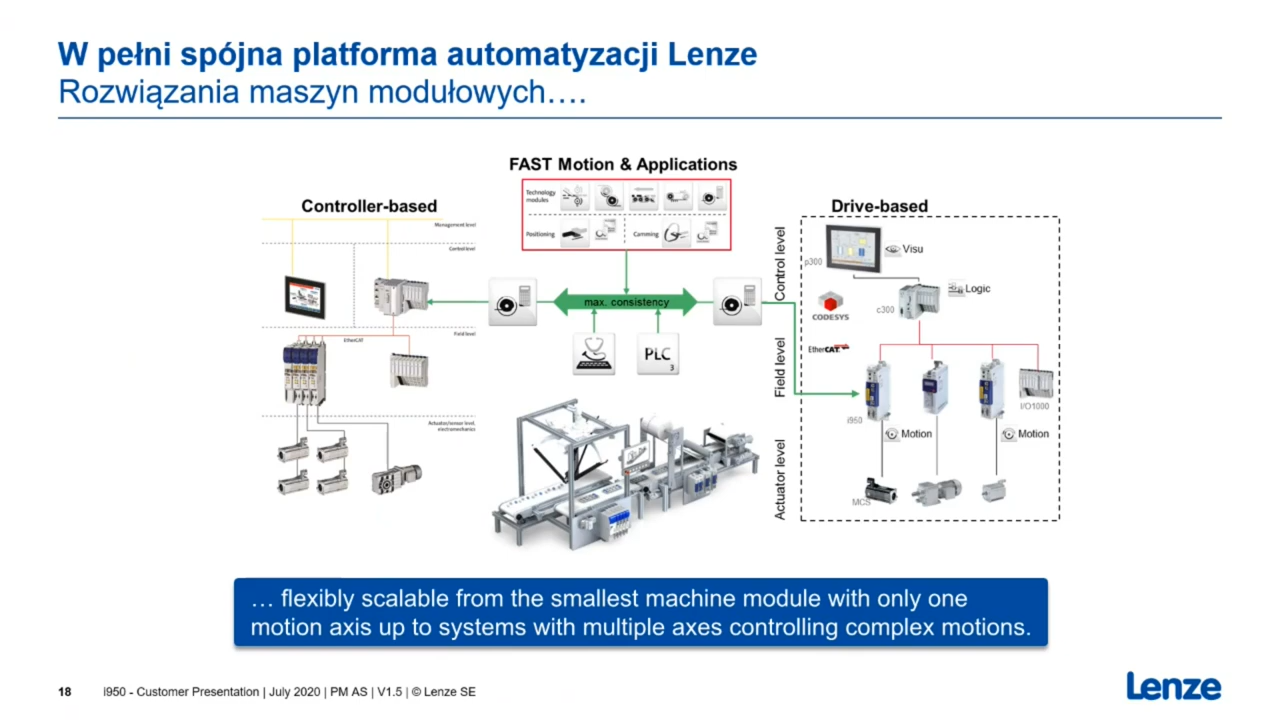 W pełni spójna platforma automatyzacji Lenze
Rozwiązania maszyn modułowych….
FAST Motion & Applications
Technology
modules
Positioning
Camming
Controller-based
Management level
Control level
Field level
EtherCAT
Actuator/sensor level,
electromechanics
max. consistency
PLC
3
Drive-based
Control level
Field level
Actuator level
p300
Visu
Logic
c300
CODESYS
EtherCAT
i950
I/O1000
Motion
Motion
MCS
… flexibly scalable from the smallest machine module with only one
motion axis up to systems with multiple axes controlling complex motions.
18 i950 - Customer Presentation | July 2020 | PM AS | V1.5 | © Lenze SE
Lenze